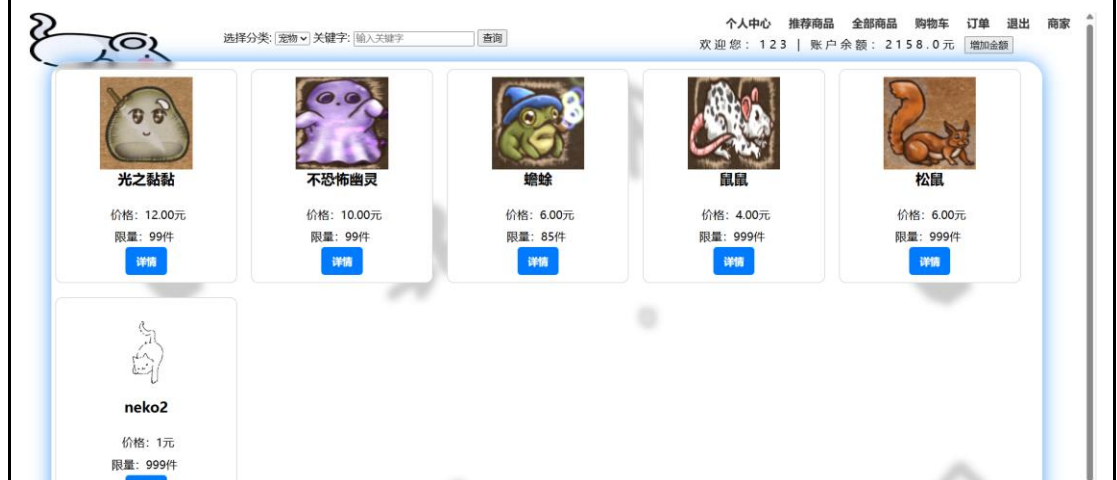 个人中心 推荐商品 全部商品 购物车 订单 退出 商家
选择分类: 宠物 关键字: 输入关键字 查询
欢迎您：123 | 账户余额：2158.0元 增加金额
光之黏黏 不恐怖幽灵 蟾蜍 鼠鼠 松鼠
价格：12.00元 价格：10.00元 价格：6.00元 价格：4.00元 价格：6.00元
限量：99件 限量：99件 限量：85件 限量：999件 限量：999件
详情 详情 详情 详情 详情
neko2
价格：1元
限量：999件